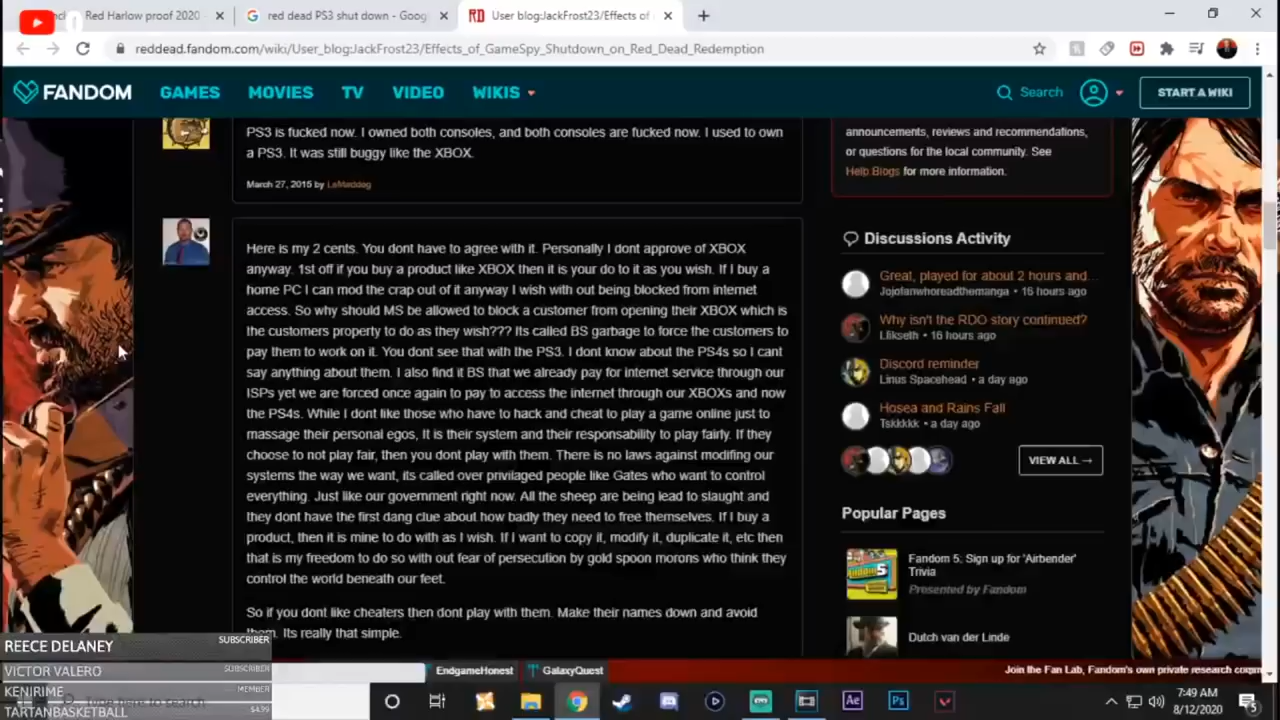 Red Harlow proof 2020
red dead PS3 shut down - Goog
User blog:JackFrost23/Effects of
reddead.fandom.com/wiki/User_blog:JackFrost23/Effects_of_GameSpy_Shutdown_on_Red_Dead_Redemption
FANDOM
GAMES
MOVIES
TV
VIDEO
WIKIS
Search
START A WIKI
PS3 is fucked now. I owned both consoles, and both consoles are fucked now. I used to own
a PS3. It was still buggy like the XBOX.
March 27, 2015 by LeMaddog
Here is my 2 cents. You dont have to agree with it. Personally I dont approve of XBOX
anyway. 1st off if you buy a product like XBOX then it is your do to it as you wish. If I buy a
home PC I can mod the crap out of it anyway I wish with out being blocked from internet
access. So why should MS be allowed to block a customer from opening their XBOX which is
the customers property to do as they wish??? Its called BS garbage to force the customers to
pay them to work on it. You dont see that with the PS3. I dont know about the PS4s so I cant
say anything about them. I also find it BS that we already pay for internet service through our
ISPs yet we are forced once again to pay to access the internet through our XBOXs and now
the PS4s. While I dont like those who have to hack and cheat to play a game online just to
massage their personal egos, It is their system and their responsability to play fairly. If they
choose to not play fair, then you dont play with them. There is no laws against modifing our
systems the way we want, its called over privilaged people like Gates who want to control
everything. Just like our government right now. All the sheep are being lead to slaught and
they dont have the first dang clue about how badly they need to free themselves. If I buy a
product, then it is mine to do with as I wish. If I want to copy it, modify it, duplicate it, etc then
that is my freedom to do so with out fear of persecution by gold spoon morons who think they
control the world beneath our feet.
So if you dont like cheaters then dont play with them. Make their names down and avoid
them. Its really that simple.
announcements, reviews and recommendations,
or questions for the local community. See
Help:Blogs for more information.
Discussions Activity
Great, played for about 2 hours and...
Jojofanwhoreadthemanga • 16 hours ago
Why isn't the RDO story continued?
Lfikseth • 16 hours ago
Discord reminder
Linus Spacehead • a day ago
Hosea and Rains Fall
Tskkkkk • a day ago
VIEW ALL →
Popular Pages
Fandom 5: Sign up for 'Airbender'
Trivia
Presented by Fandom
Dutch van der Linde
REECE DELANEY SUBSCRIBER
VICTOR VALERO SUBSCRIBER
KENIRIME MEMBER
TARTANBASKETBALL $4.99
EndgameHonest
GalaxyQuest
Join the Fan Lab, Fandom's own private research
Type here to search
Ae
Ps
7:49 AM
8/12/2020
5